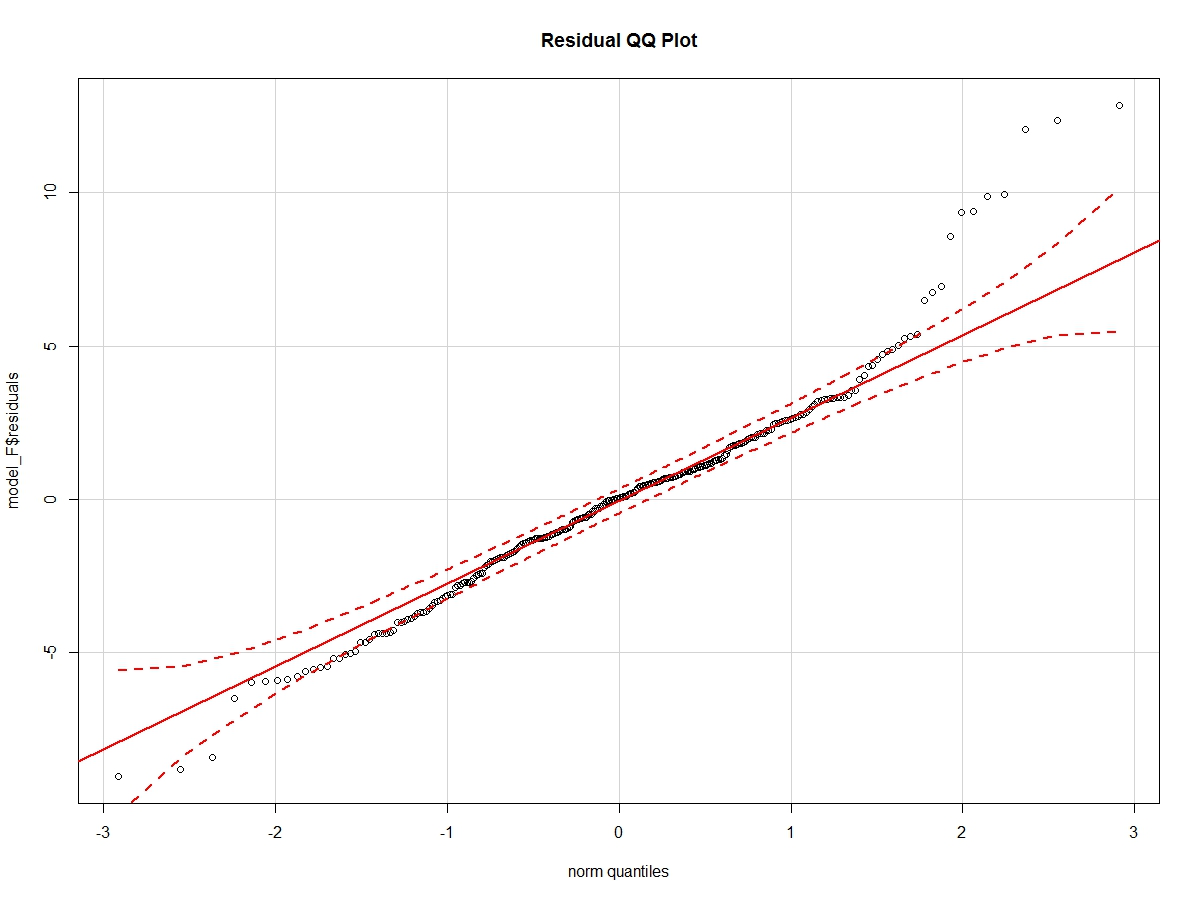 Residual QQ Plot
model_F$residuals
10
5
0
-5
-3 -2 -1 0 1 2 3
norm quantiles